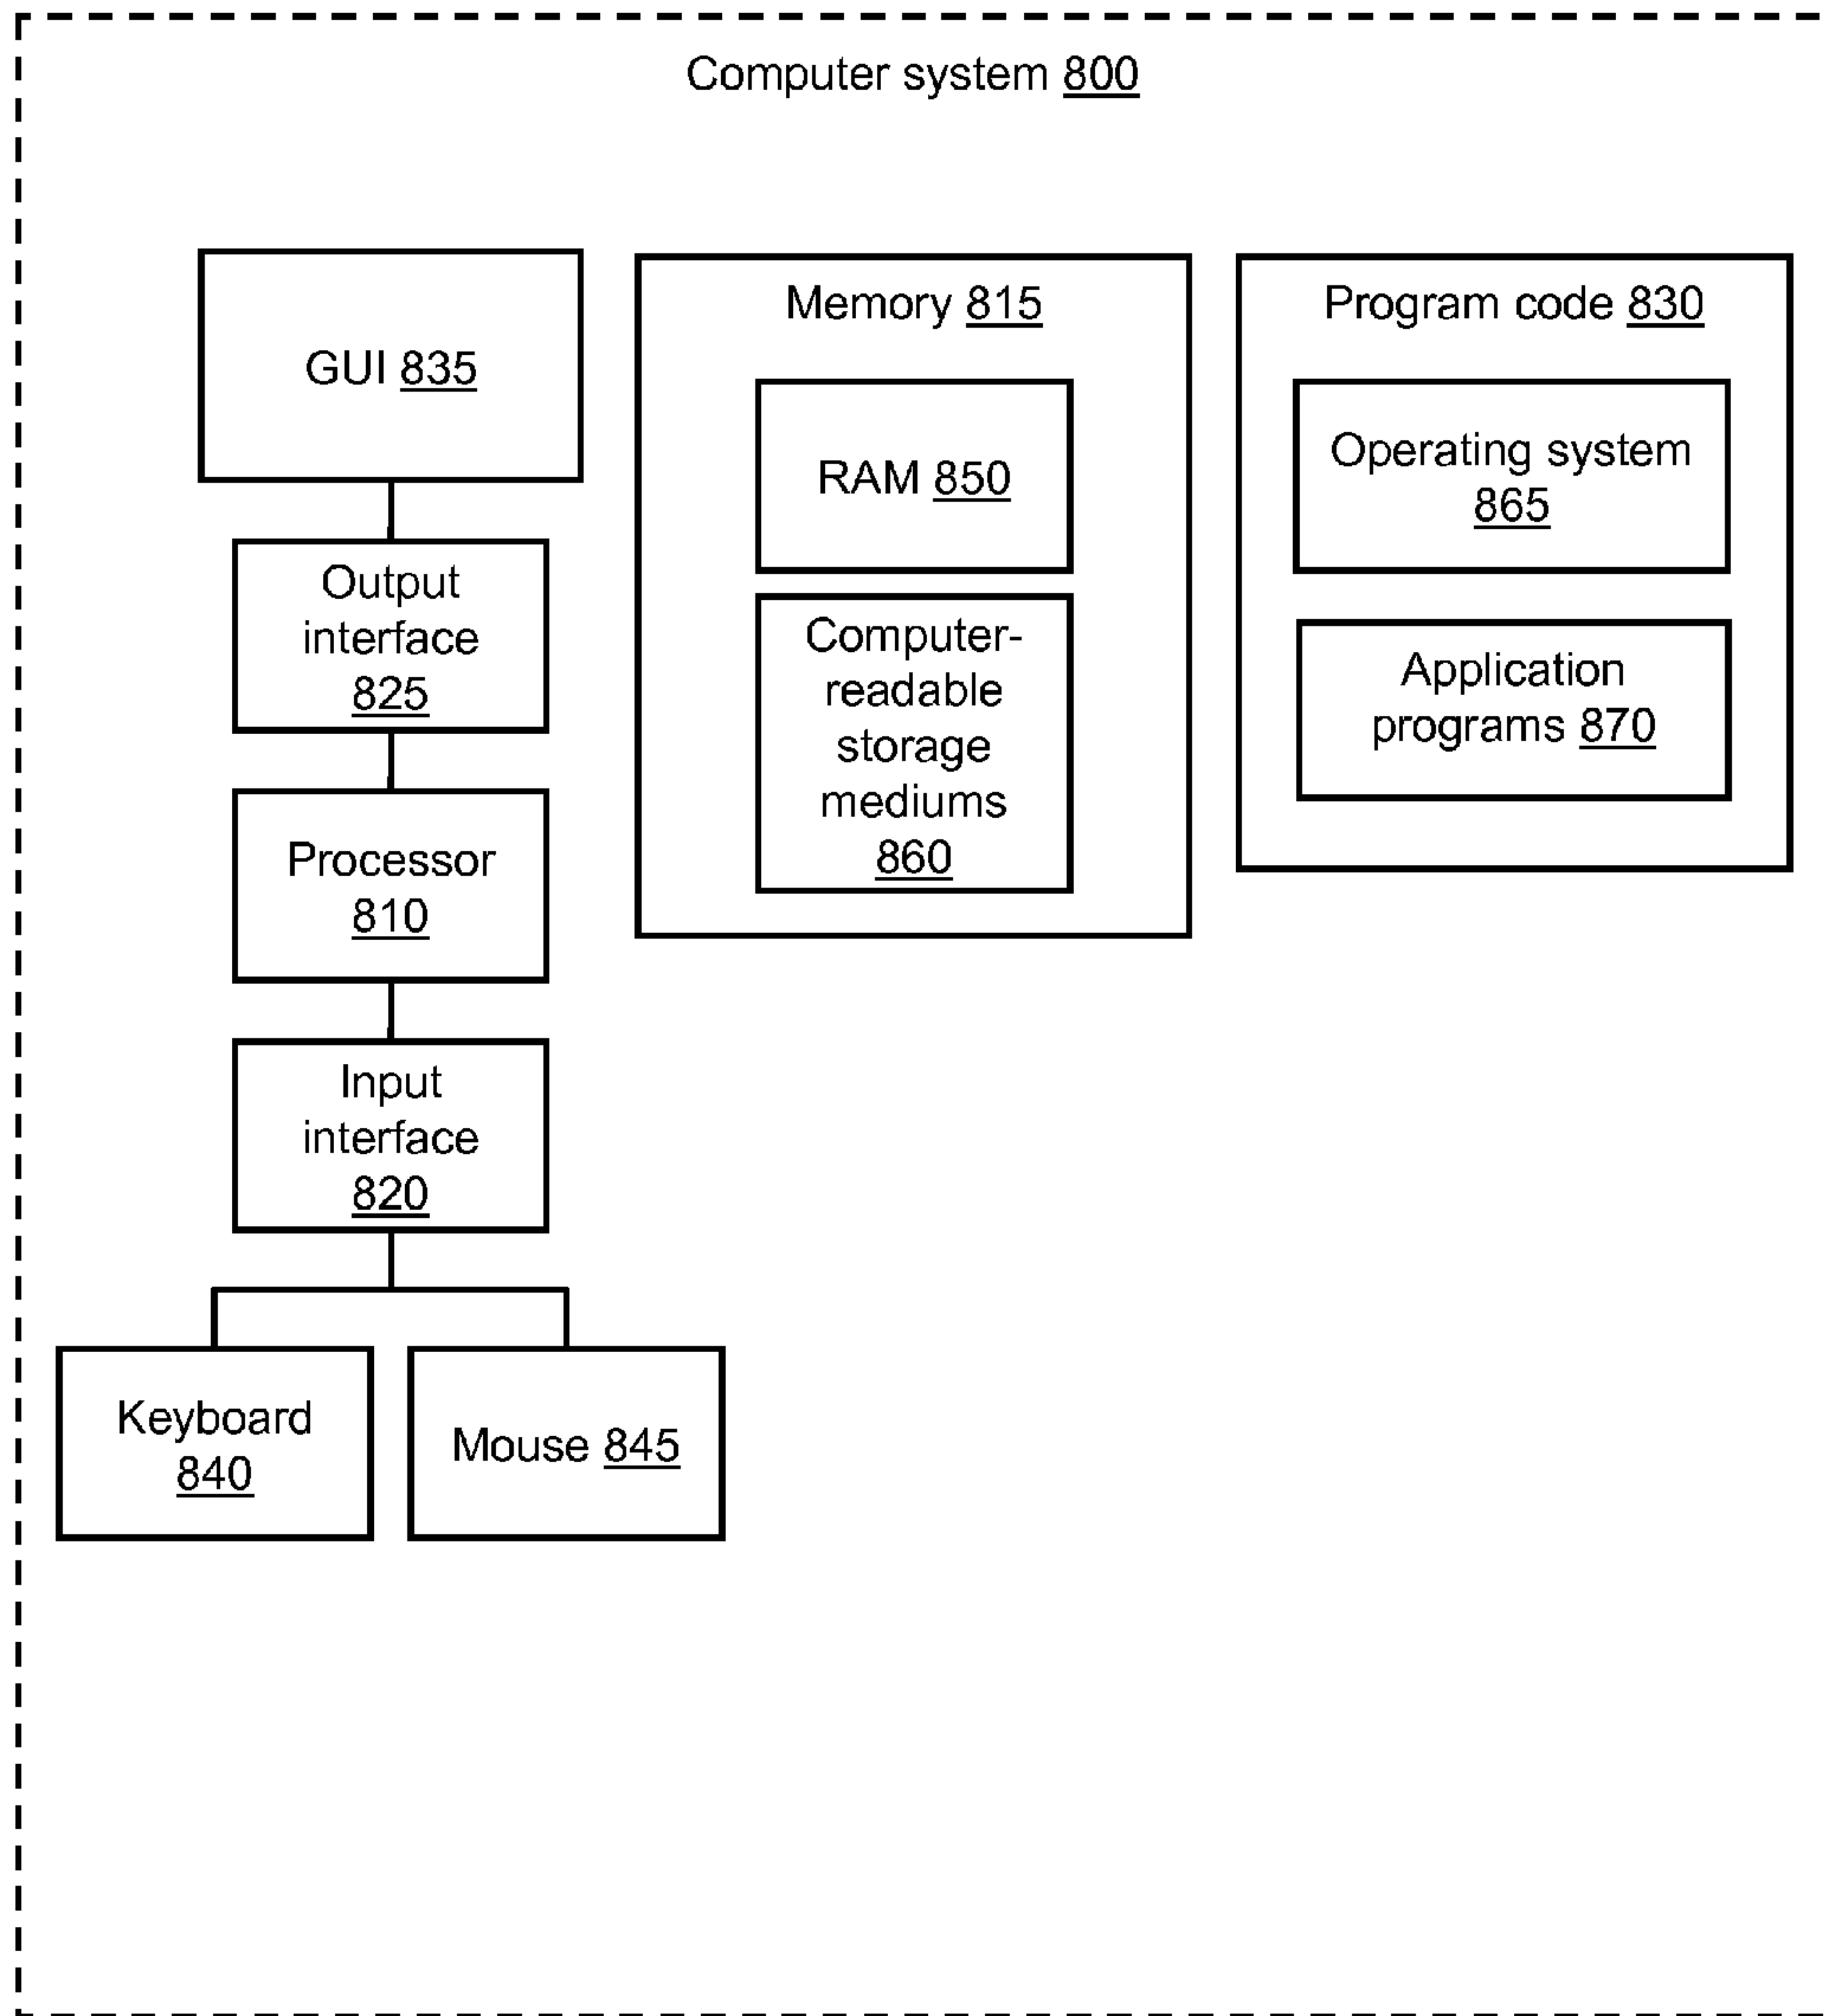 Computer system 800
GUI 835
Output
interface
825
Processor
810
Input
interface
820
Keyboard
840
Mouse 845
Memory 815
RAM 850
Computer-
readable
storage
mediums
860
Program code 830
Operating system
865
Application
programs 870